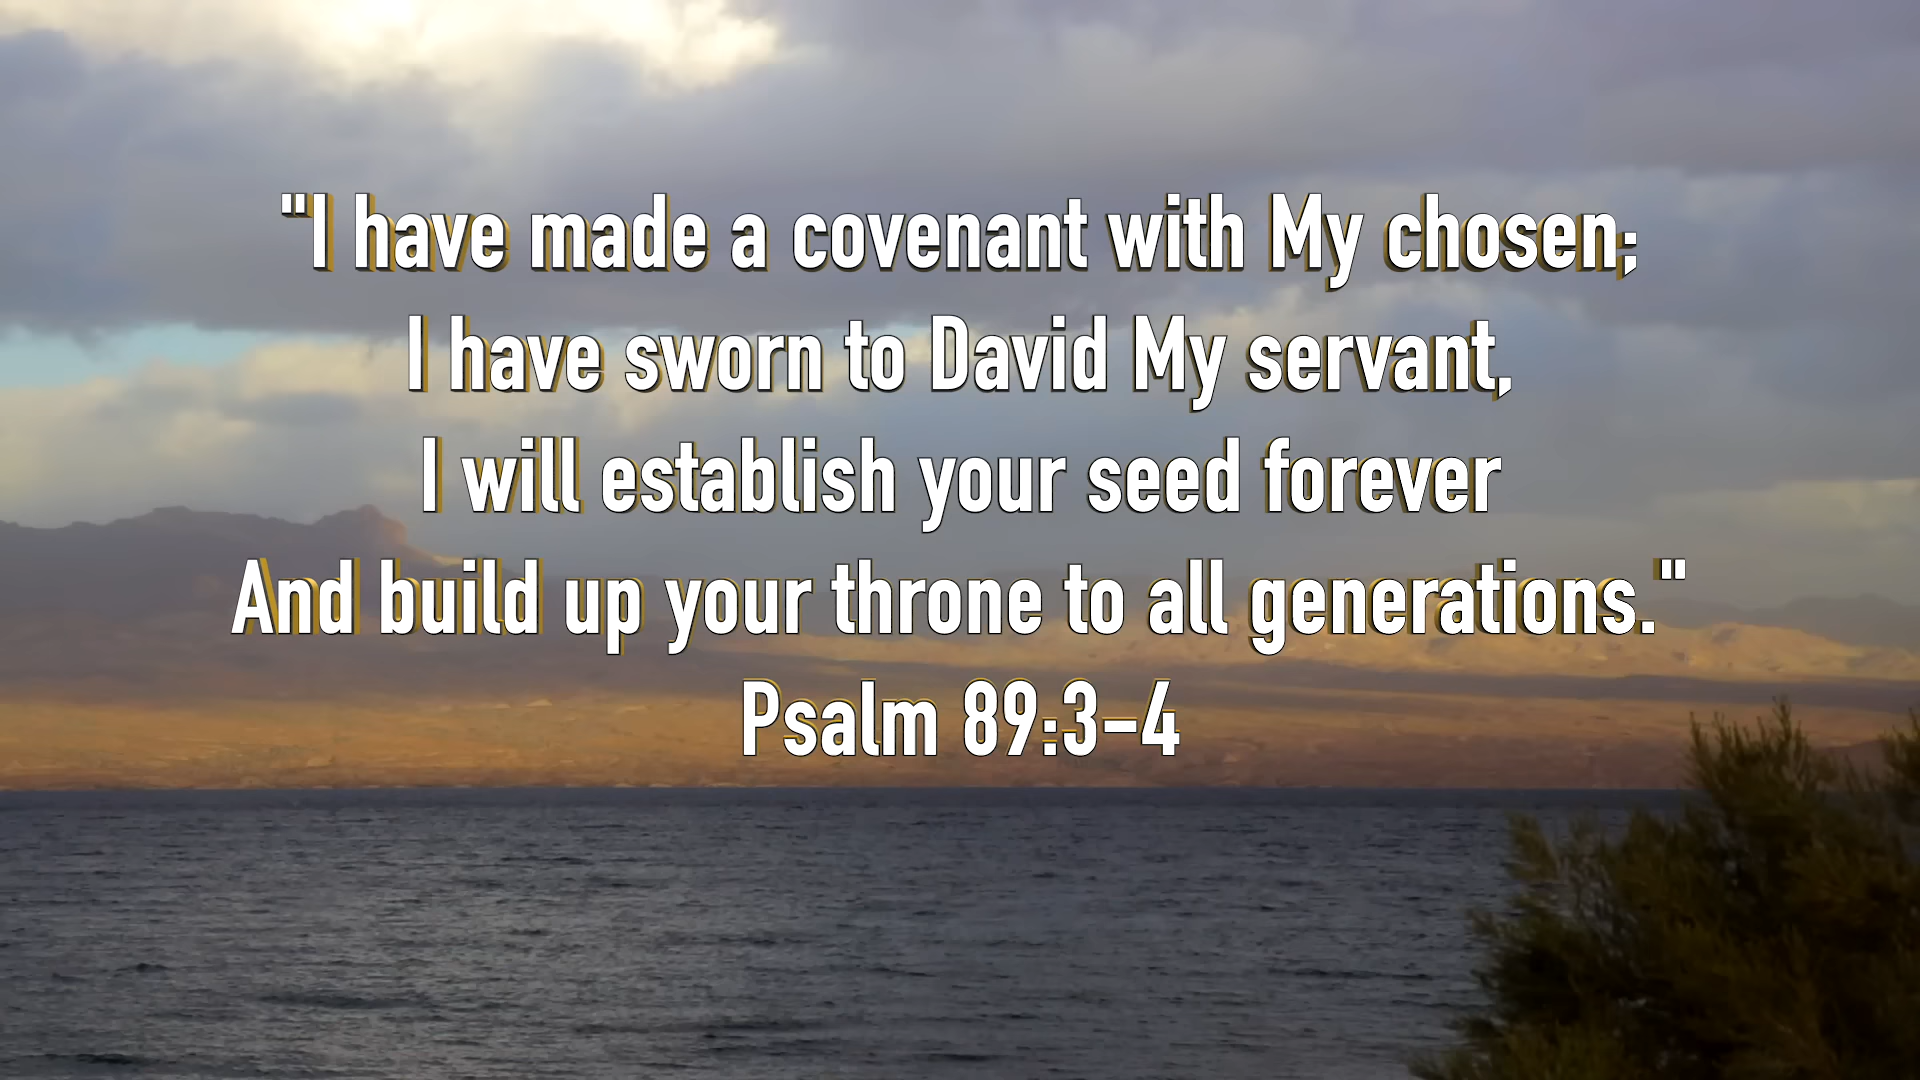 "I have made a covenant with My chosen;
I have sworn to David My servant,
I will establish your seed forever
And build up your throne to all generations."
Psalm 89:3-4